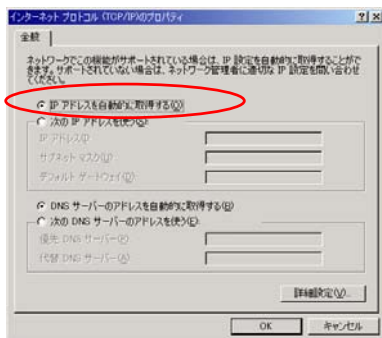 インターネット プロトコル (TCP/IP)のプロパティ
? ×
全般
ネットワークでこの機能がサポートされている場合は、IP 設定を自動的に取得することがで
きます。サポートされていない場合は、ネットワーク管理者に適切な IP 設定を問い合わせ
てください。
IP アドレスを自動的に取得する(O)
次の IP アドレスを使う(S):
IP アドレス(I):
サブネット マスク(U):
デフォルト ゲートウェイ(D):
DNS サーバーのアドレスを自動的に取得する(B)
次の DNS サーバーのアドレスを使う(E):
優先 DNS サーバー(P):
代替 DNS サーバー(A):
詳細設定(V)...
OK
キャンセル